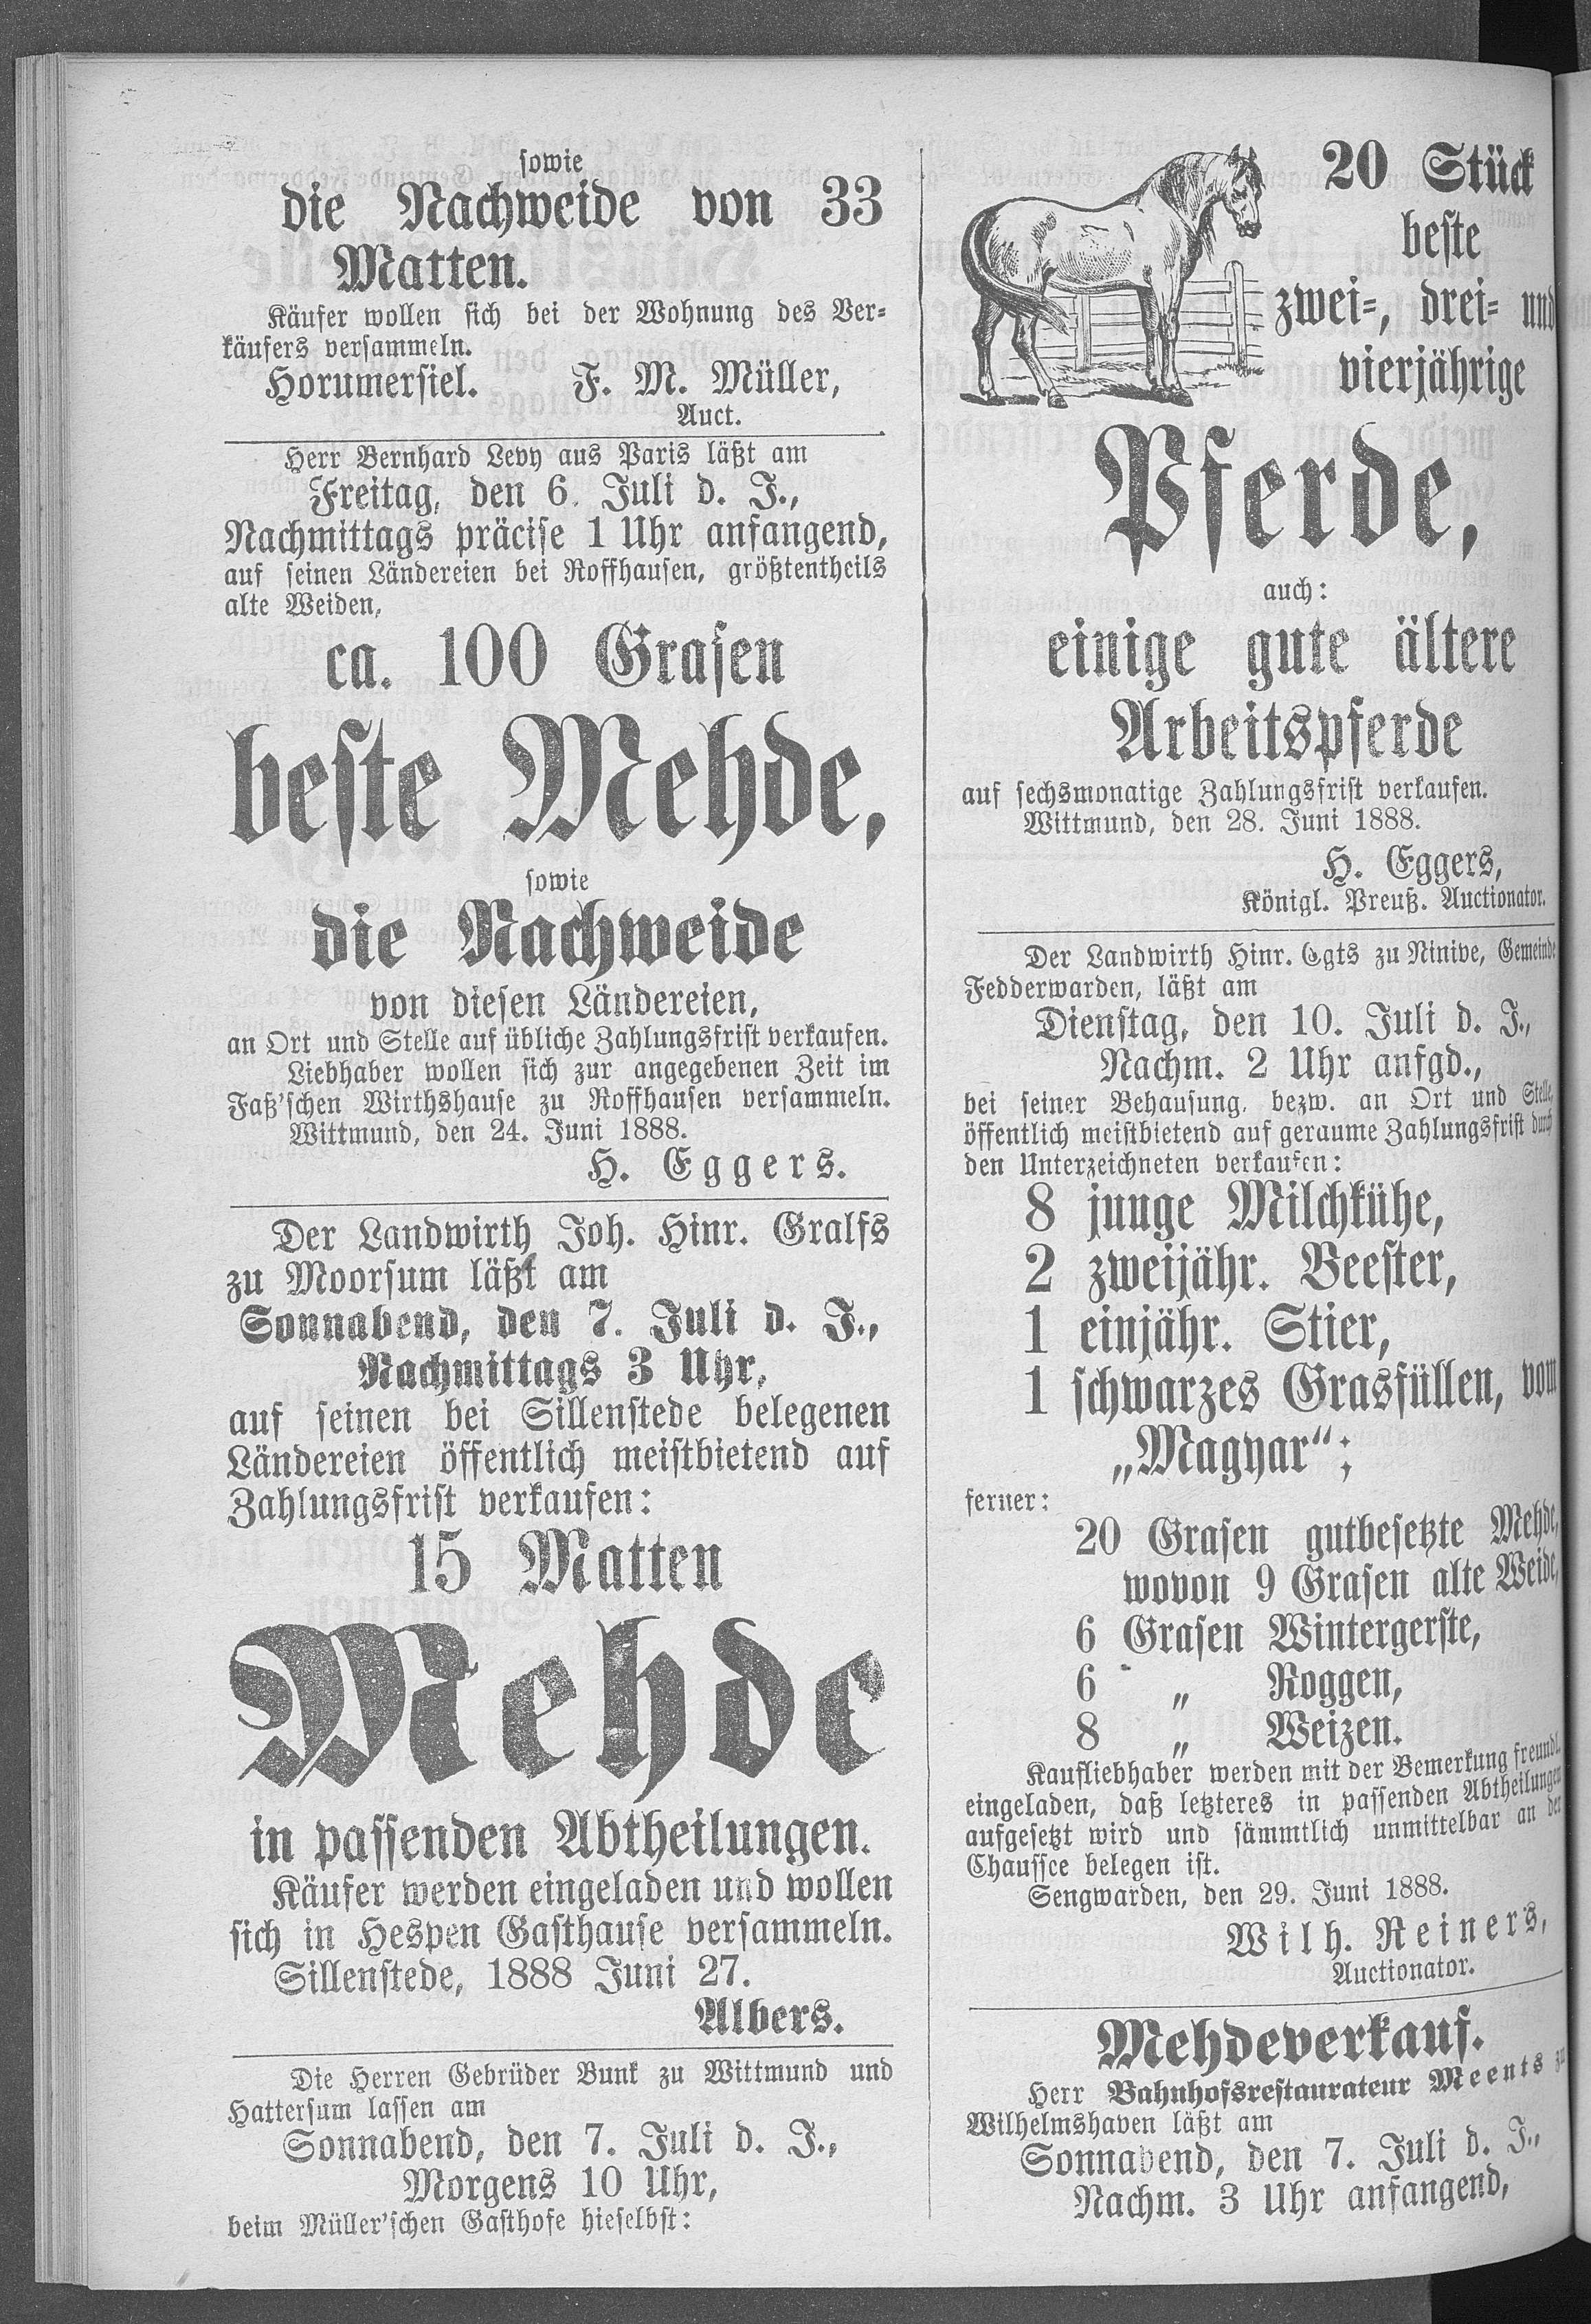 sowie
die Nachweide von 33
Matten.
Käufer wollen sich bei der Wohnung des Ver-
käufers versammeln.
Horumersiel. F. M. Müller,
Auct.
Herr Bernhard Levy aus Paris läßt am
Freitag, den 6. Juli d. J.,
Nachmittags präcise 1 Uhr anfangend,
auf seinen Ländereien bei Roffhausen, größtentheils
alte Weiden,
ca. 100 Grasen
beste Mehde,
sowie
die Nachweide
von diesen Ländereien,
an Ort und Stelle auf übliche Zahlungsfrist verkaufen.
Liebhaber wollen sich zur angegebenen Zeit im
Faß'schen Wirthshause zu Roffhausen versammeln.
Wittmund, den 24. Juni 1888.
H. Eggers.
Der Landwirth Joh. Hinr. Gralfs
zu Moorsum läßt am
Sonnabend, den 7. Juli d. J.,
Nachmittags 3 Uhr,
auf seinen bei Sillenstede belegenen
Ländereien öffentlich meistbietend auf
Zahlungsfrist verkaufen:
15 Matten
Mehde
in passenden Abtheilungen.
Käufer werden eingeladen und wollen
sich in Hespen Gasthause versammeln.
Sillenstede, 1888 Juni 27.
Albers.
Die Herren Gebrüder Bunk zu Wittmund und
Hattersum lassen am
Sonnabend, den 7. Juli d. J.,
Morgens 10 Uhr,
beim Müller'schen Gasthofe hieselbst:
20 Stück
beste
zwei-, drei- und
vierjährige
Pferde,
auch:
einige gute ältere
Arbeitspferde
auf sechsmonatige Zahlungsfrist verkaufen.
Wittmund, den 28. Juni 1888.
H. Eggers,
Königl. Preuß. Auctionator.
Der Landwirth Hinr. Egts zu Ninive, Gemeinde
Fedderwarden, läßt am
Dienstag, den 10. Juli d. J.,
Nachm. 2 Uhr anfgd.,
bei seiner Behausung, bezw. an Ort und Stelle,
öffentlich meistbietend auf geraume Zahlungsfrist durch
den Unterzeichneten verkaufen:
8 junge Milchkühe,
2 zweijähr. Beester,
1 einjähr. Stier,
1 schwarzes Grasfüllen, vom
„Magyar“;
ferner:
20 Grasen gutbesetzte Mehde,
wovon 9 Grasen alte Weide,
6 Grasen Wintergerste,
6 „ Roggen,
8 „ Weizen.
Kaufliebhaber werden mit der Bemerkung freundl.
eingeladen, daß letzteres in passenden Abtheilungen
aufgesetzt wird und sämmtlich unmittelbar an der
Chaussee belegen ist.
Sengwarden, den 29. Juni 1888.
Wilh. Reiners,
Auctionator.
Mehdeverkauf.
Herr Bahnhofsrestaurateur Meents zu
Wilhelmshaven läßt am
Sonnabend, den 7. Juli d. J.,
Nachm. 3 Uhr anfangend,